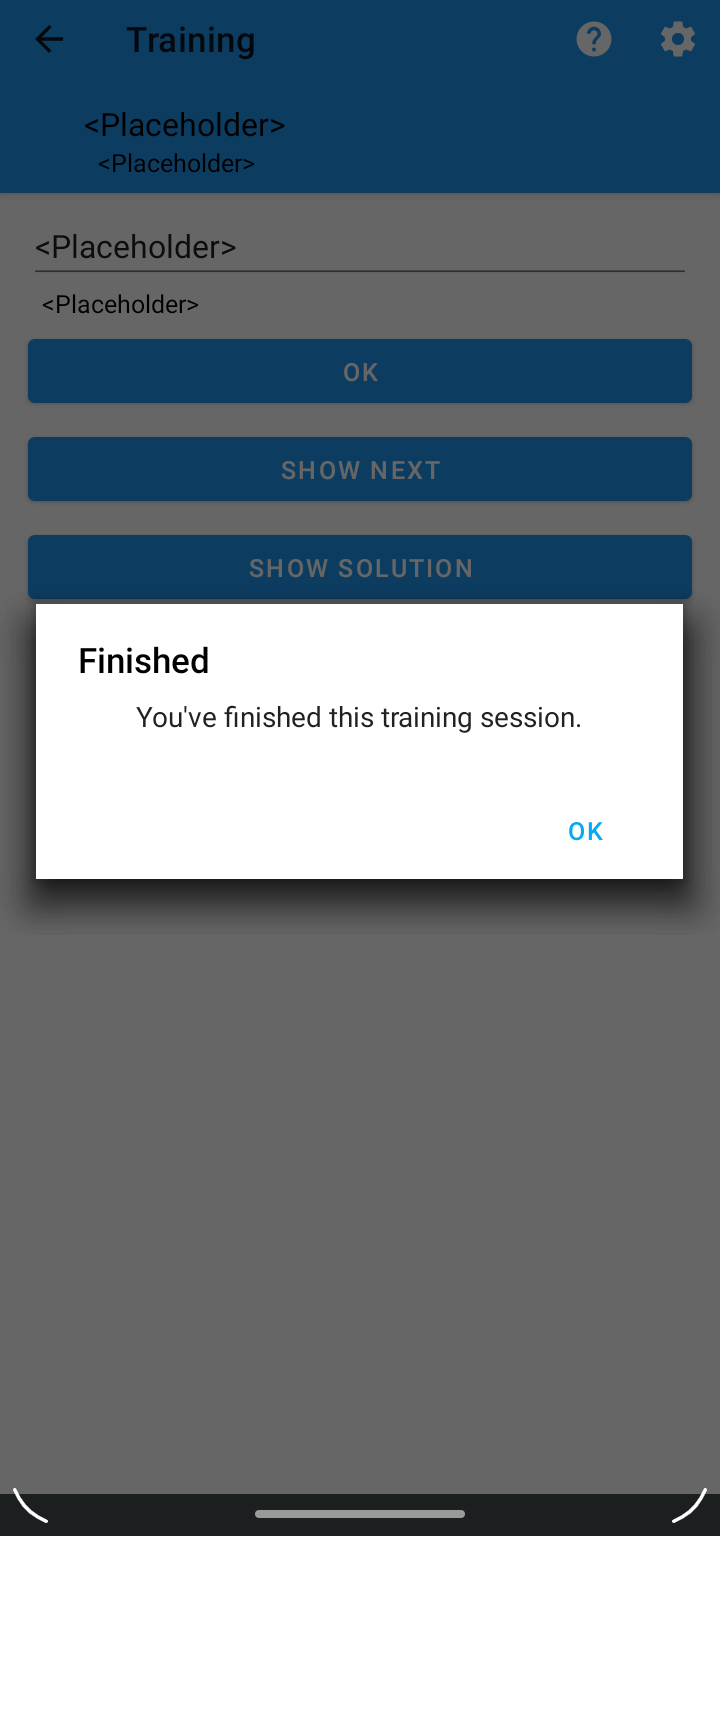 Training
<Placeholder>
<Placeholder>
<Placeholder>
<Placeholder>
OK
SHOW NEXT
SHOW SOLUTION
Finished
You've finished this training session.
OK